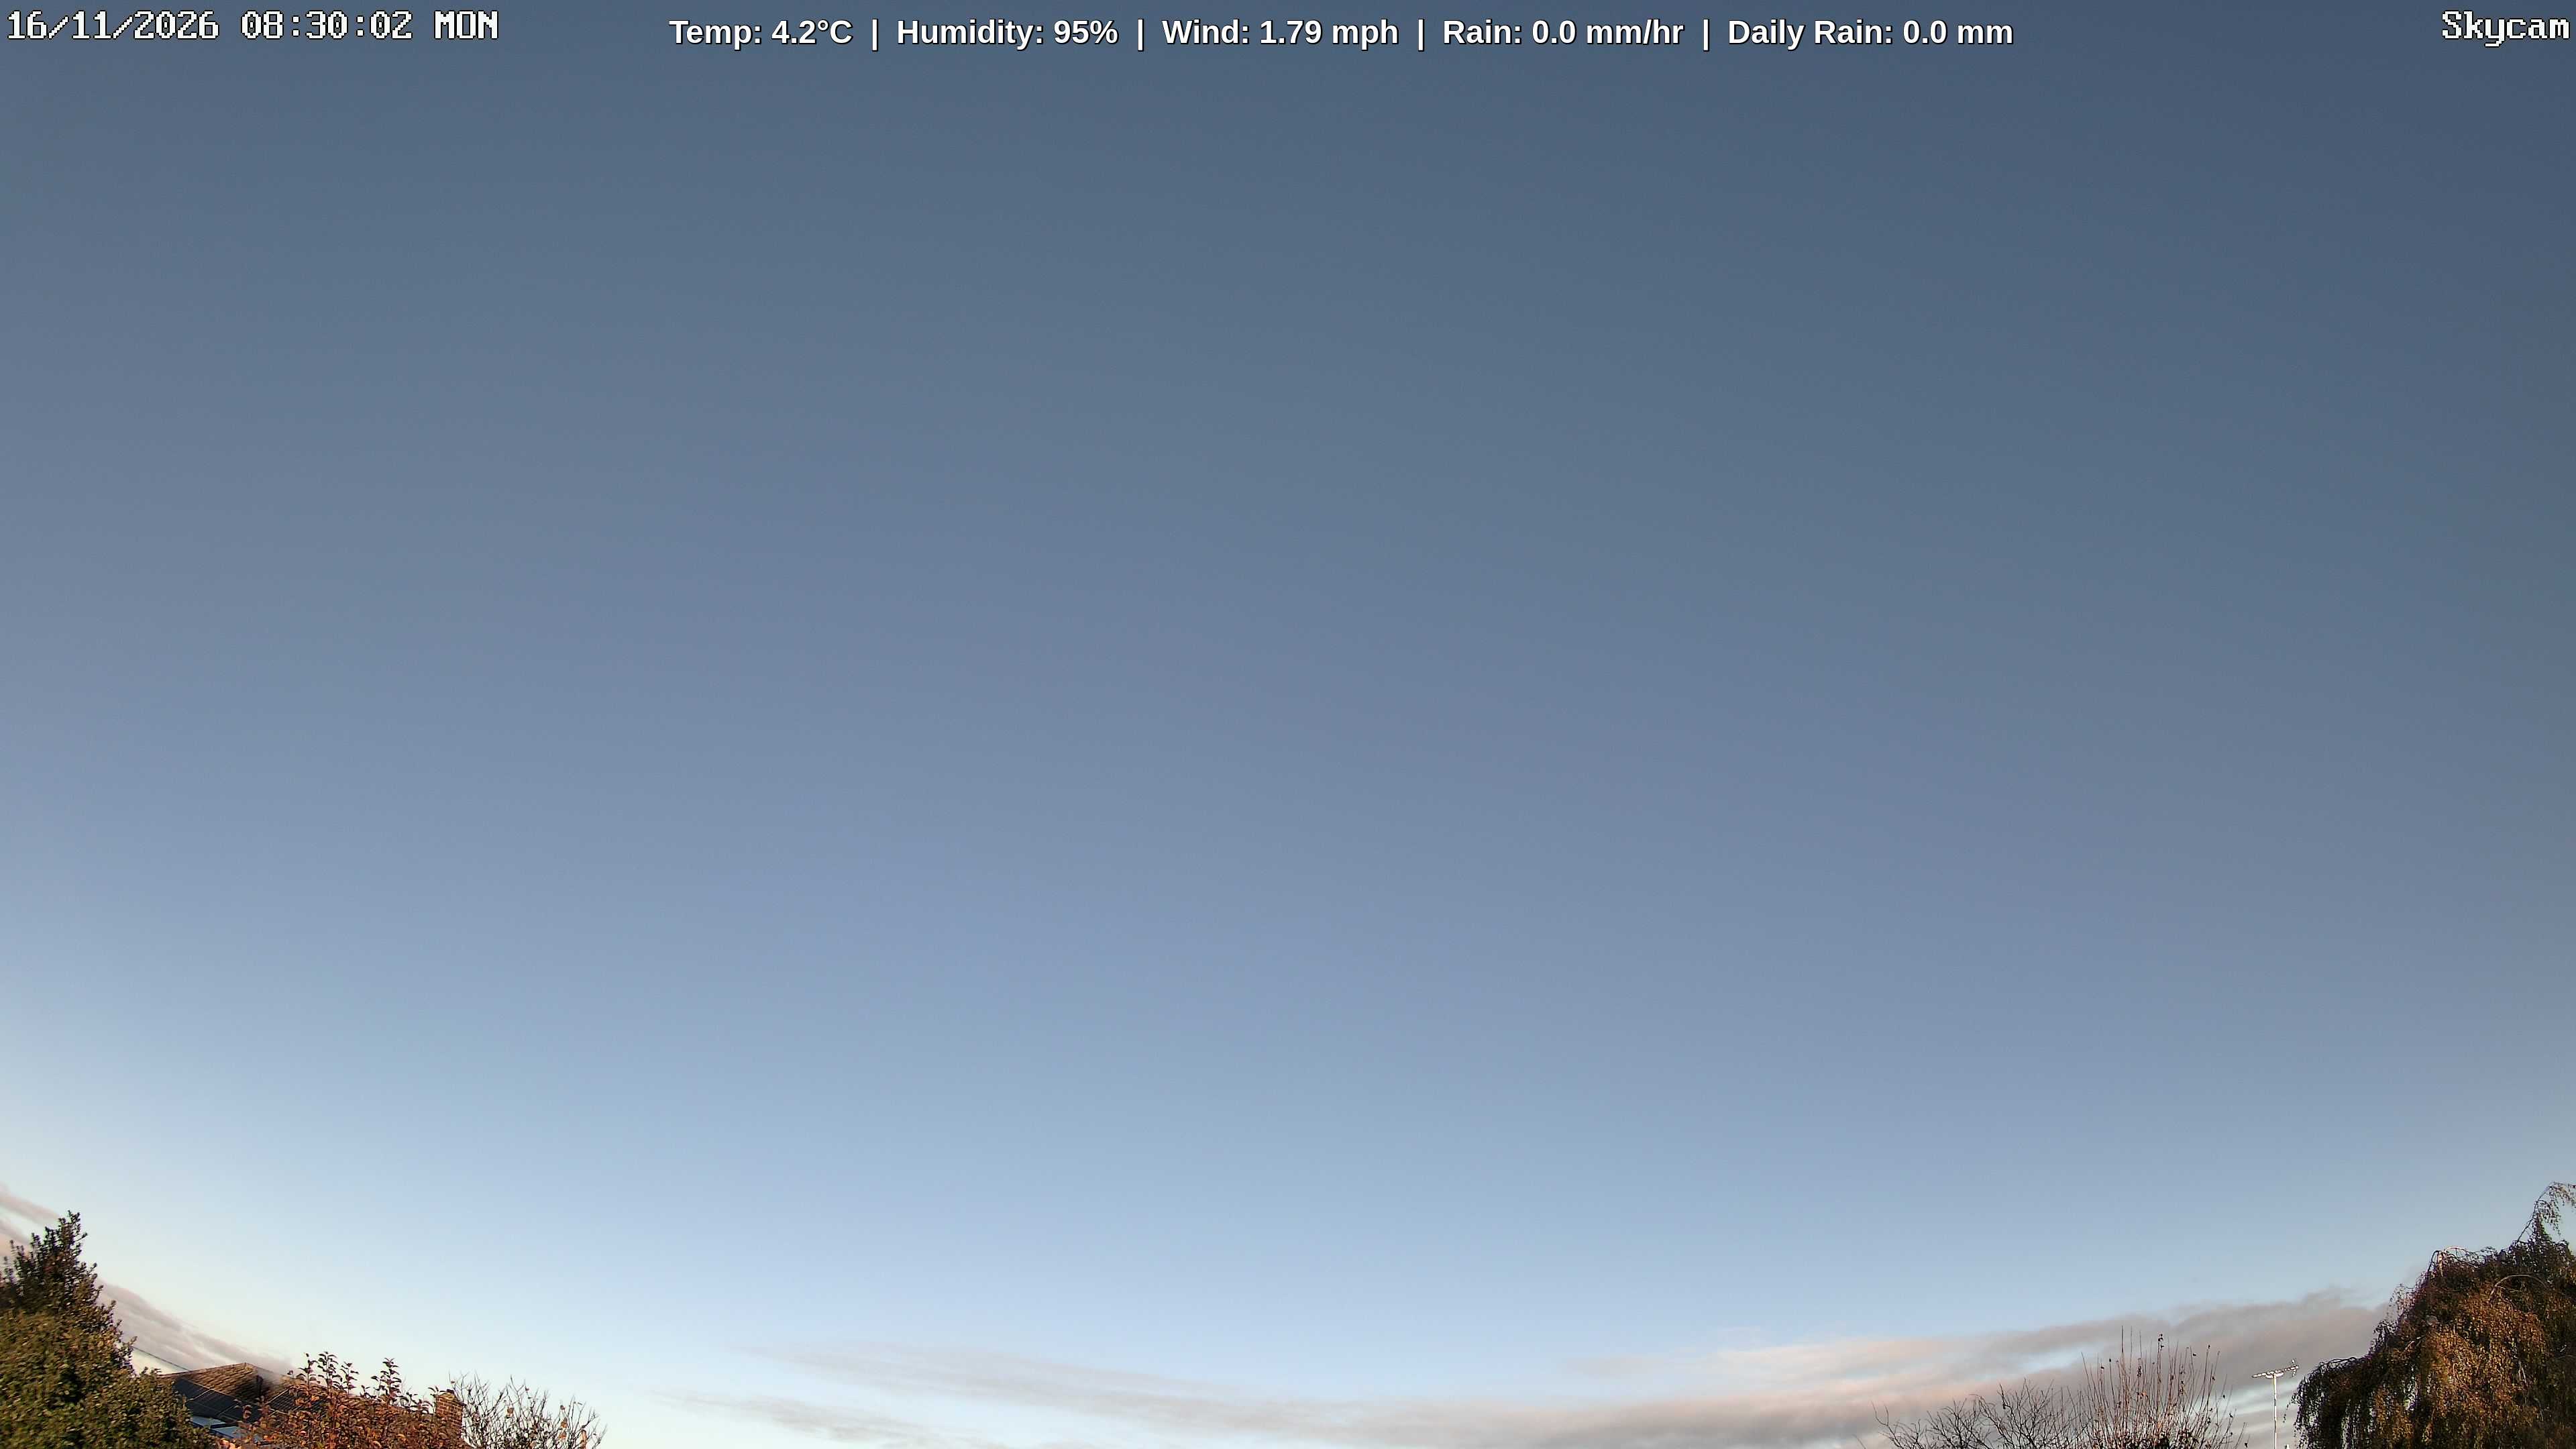 16/11/2026 08:30:02 MON
Temp: 4.2°C | Humidity: 95% | Wind: 1.79 mph | Rain: 0.0 mm/hr | Daily Rain: 0.0 mm
Skycam